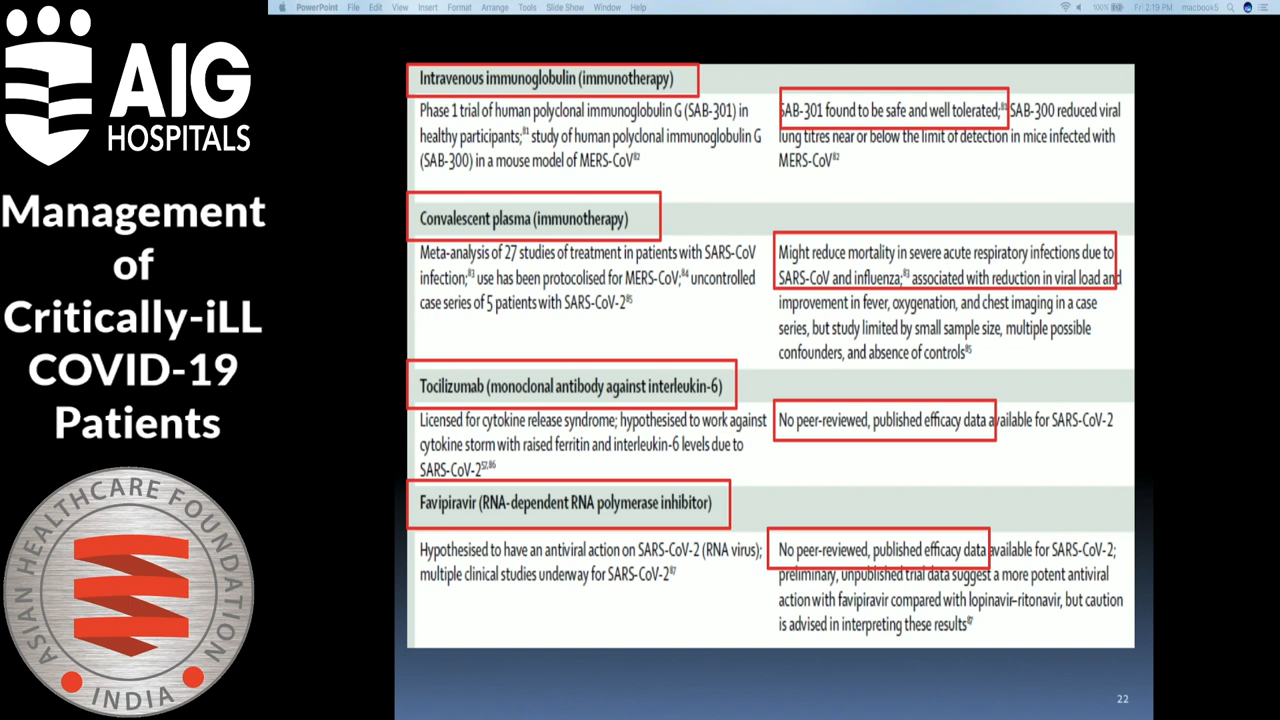 PowerPoint File Edit View Insert Format Arrange Tools Slide Show Window Help
100% Fri 2:19 PM macbook5
AIG
HOSPITALS
Management
of
Critically-iLL
COVID-19
Patients
ASIAN HEALTHCARE FOUNDATION
INDIA
Intravenous immunoglobulin (immunotherapy)
Phase 1 trial of human polyclonal immunoglobulin G (SAB-301) in
healthy participants;81 study of human polyclonal immunoglobulin G
(SAB-300) in a mouse model of MERS-CoV82
SAB-301 found to be safe and well tolerated;81 SAB-300 reduced viral
lung titres near or below the limit of detection in mice infected with
MERS-CoV82
Convalescent plasma (immunotherapy)
Meta-analysis of 27 studies of treatment in patients with SARS-CoV
infection;83 use has been protocolised for MERS-CoV;84 uncontrolled
case series of 5 patients with SARS-CoV-285
Might reduce mortality in severe acute respiratory infections due to
SARS-CoV and influenza;83 associated with reduction in viral load and
improvement in fever, oxygenation, and chest imaging in a case
series, but study limited by small sample size, multiple possible
confounders, and absence of controls85
Tocilizumab (monoclonal antibody against interleukin-6)
Licensed for cytokine release syndrome; hypothesised to work against
cytokine storm with raised ferritin and interleukin-6 levels due to
SARS-CoV-257,86
No peer-reviewed, published efficacy data available for SARS-CoV-2
Favipiravir (RNA-dependent RNA polymerase inhibitor)
Hypothesised to have an antiviral action on SARS-CoV-2 (RNA virus);
multiple clinical studies underway for SARS-CoV-287
No peer-reviewed, published efficacy data available for SARS-CoV-2;
preliminary, unpublished trial data suggest a more potent antiviral
action with favipiravir compared with lopinavir–ritonavir, but caution
is advised in interpreting these results87
22